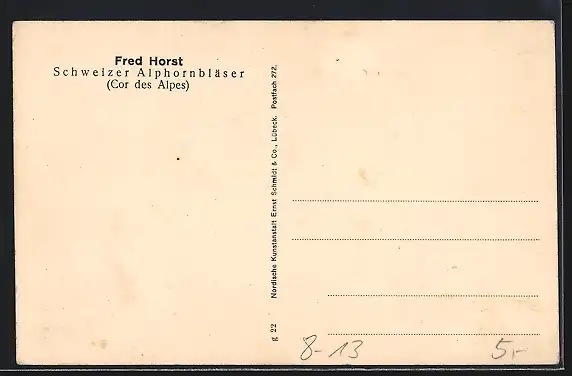 Fred Horst
Schweizer Alphornbläser
(Cor des Alpes)
g 22 Nordische Kunstanstalt Ernst Schmidt & Co., Lübeck. Postfach 272.
8-13
5,-